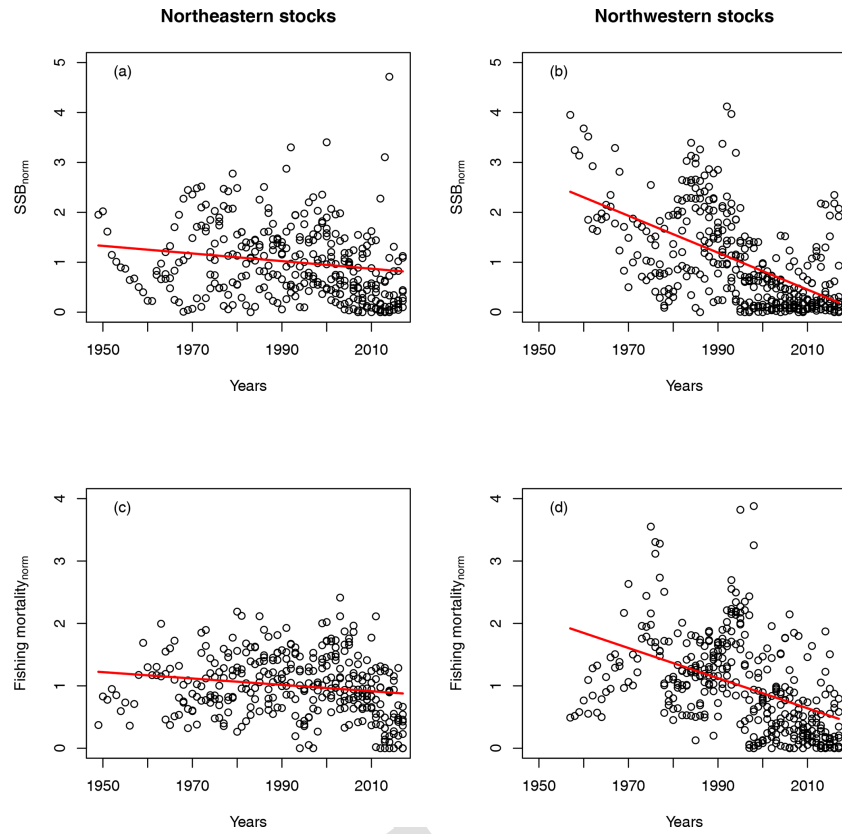 Northeastern stocks
Northwestern stocks
(a)
SSBnorm
5
4
3
2
1
0
1950 1970 1990 2010
Years
(b)
SSBnorm
5
4
3
2
1
0
1950 1970 1990 2010
Years
(c)
Fishing mortalitynorm
4
3
2
1
0
1950 1970 1990 2010
Years
(d)
Fishing mortalitynorm
4
3
2
1
0
1950 1970 1990 2010
Years